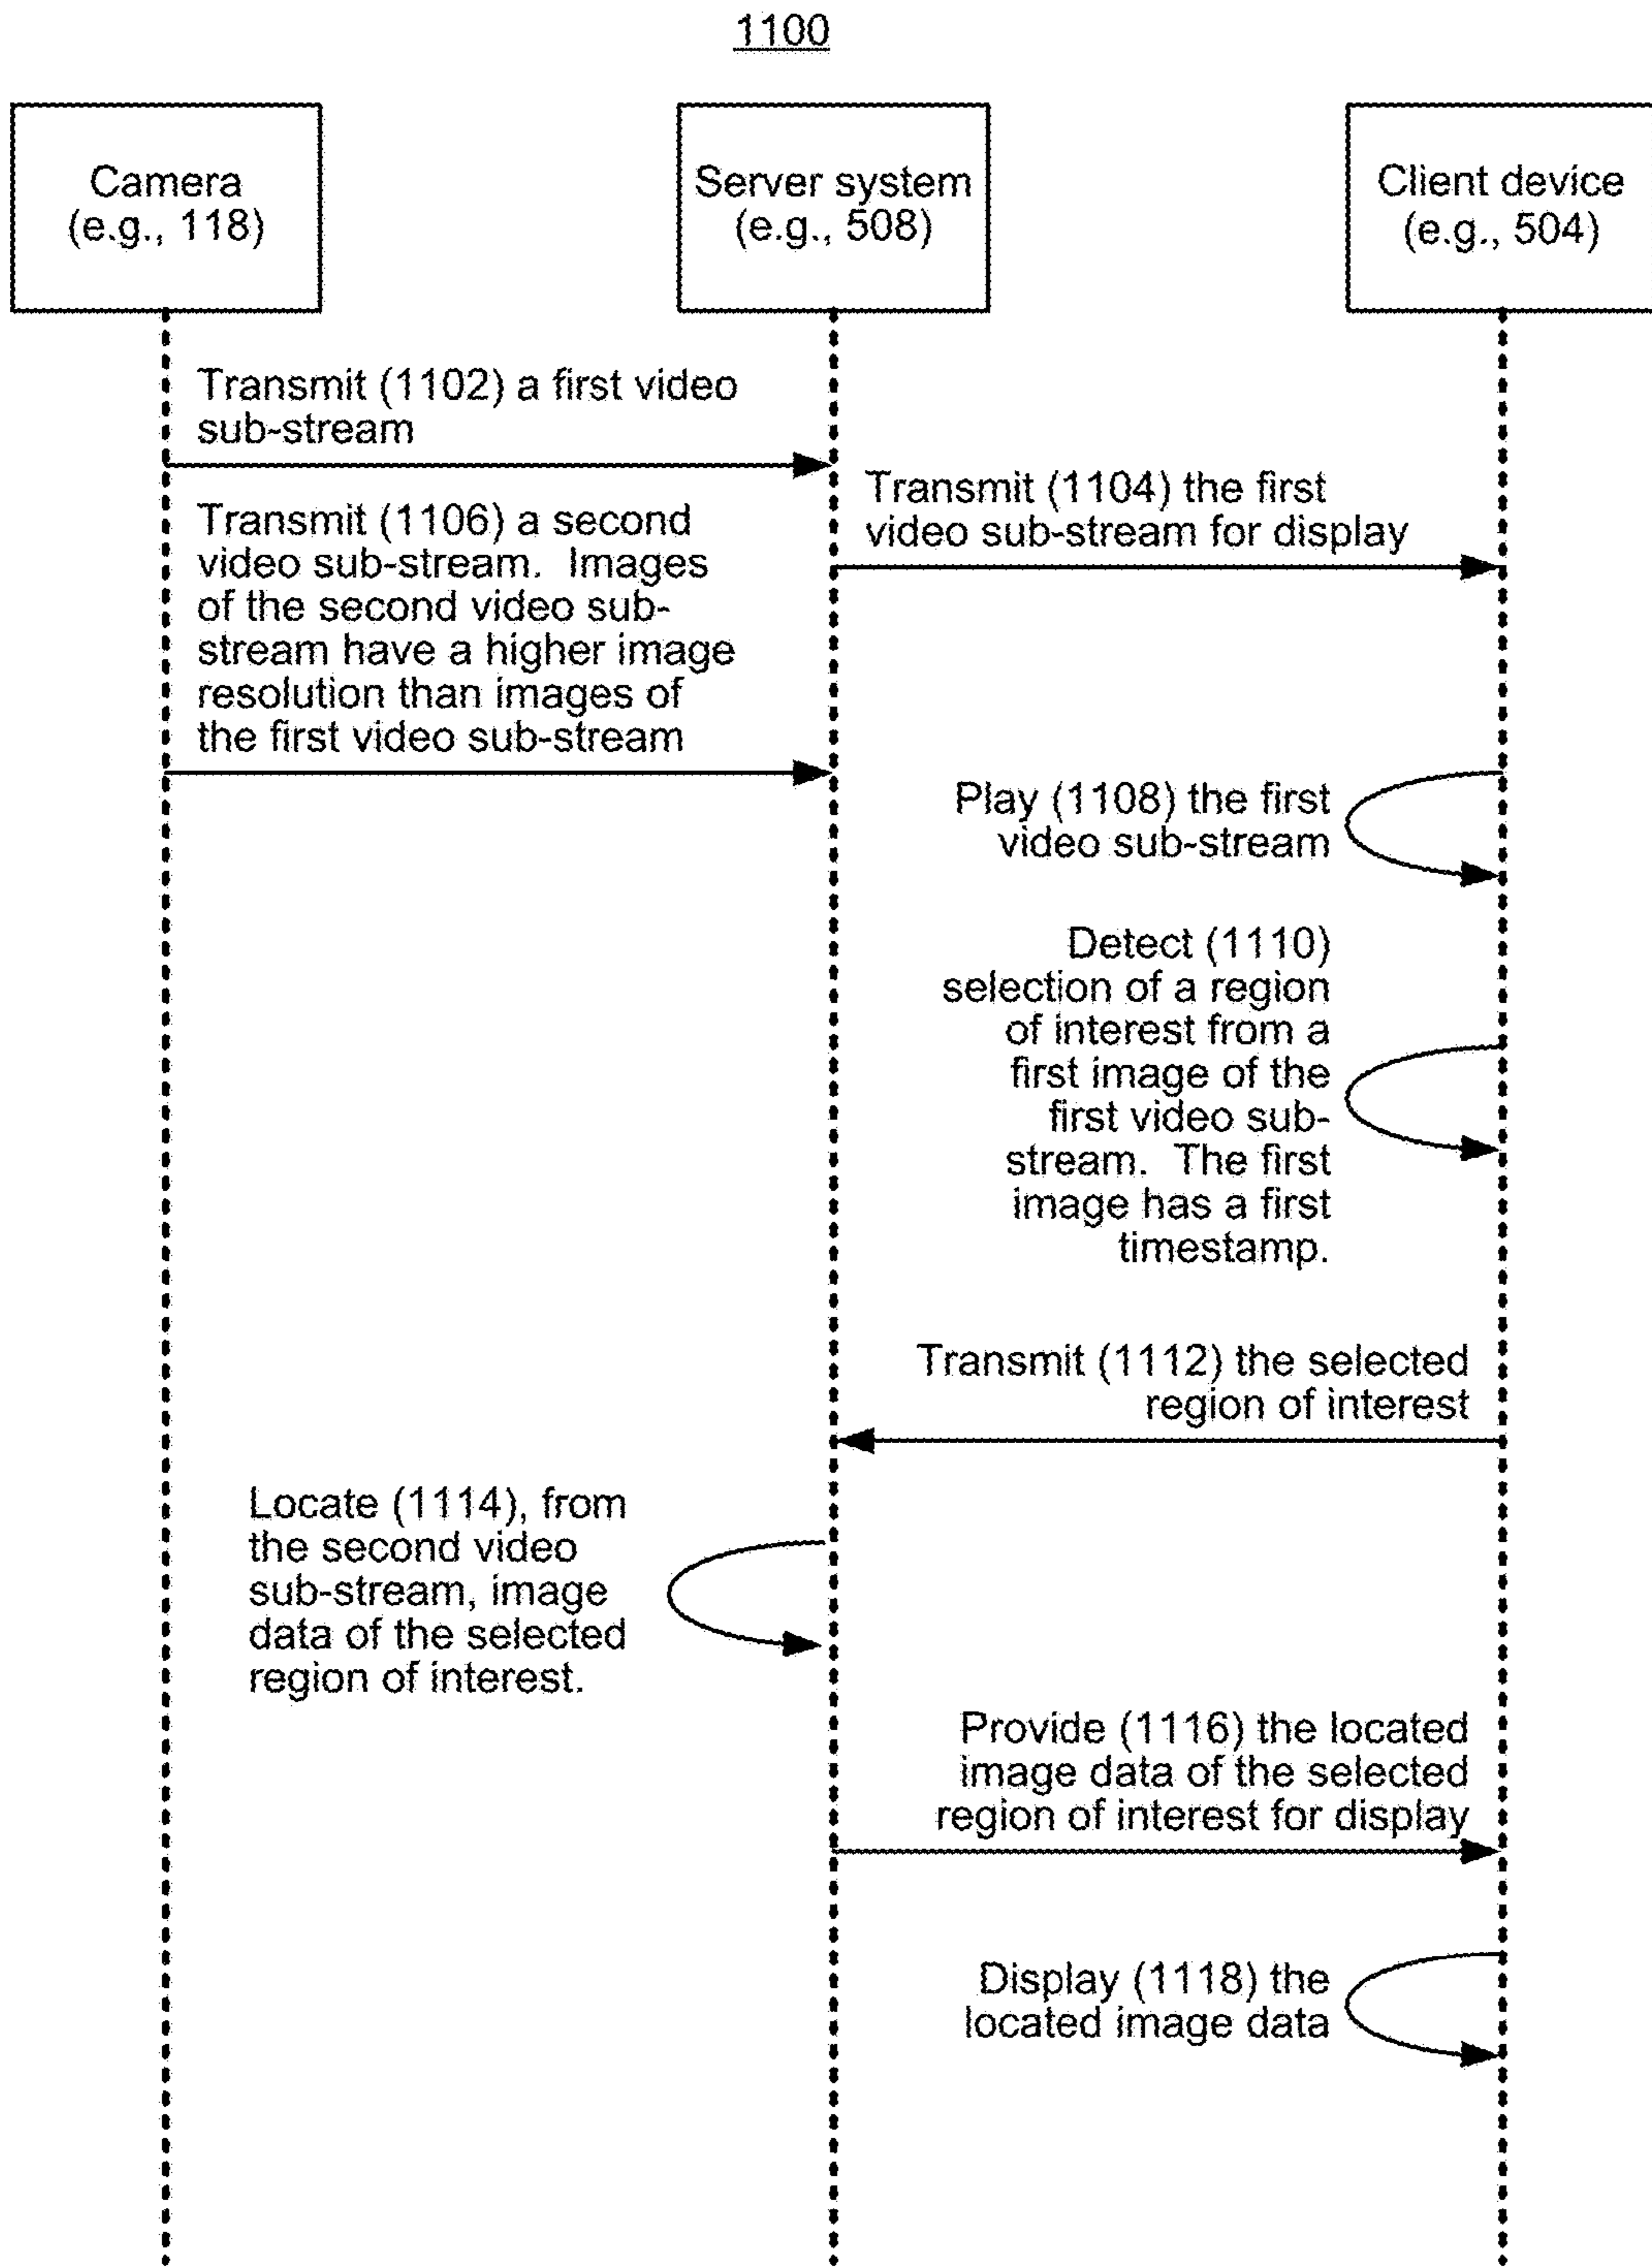 1100
Camera
(e.g., 118)
Server system
(e.g., 508)
Client device
(e.g., 504)
Transmit (1102) a first video
sub-stream
Transmit (1104) the first
video sub-stream for display
Transmit (1106) a second
video sub-stream. Images
of the second video sub-
stream have a higher image
resolution than images of
the first video sub-stream
Play (1108) the first
video sub-stream
Detect (1110)
selection of a region
of interest from a
first image of the
first video sub-
stream. The first
image has a first
timestamp.
Transmit (1112) the selected
region of interest
Locate (1114), from
the second video
sub-stream, image
data of the selected
region of interest.
Provide (1116) the located
image data of the selected
region of interest for display
Display (1118) the
located image data